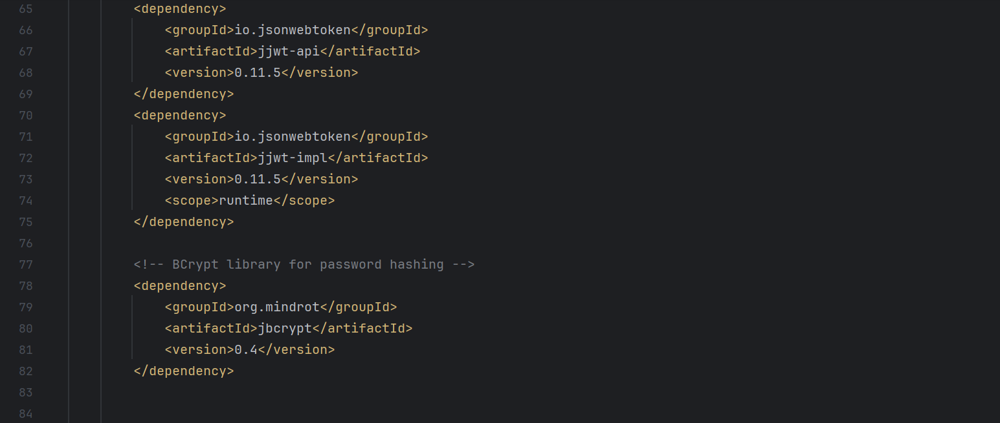 65 <dependency>
66 <groupId>io.jsonwebtoken</groupId>
67 <artifactId>jjwt-api</artifactId>
68 <version>0.11.5</version>
69 </dependency>
70 <dependency>
71 <groupId>io.jsonwebtoken</groupId>
72 <artifactId>jjwt-impl</artifactId>
73 <version>0.11.5</version>
74 <scope>runtime</scope>
75 </dependency>
76
77 <!-- BCrypt library for password hashing -->
78 <dependency>
79 <groupId>org.mindrot</groupId>
80 <artifactId>jbcrypt</artifactId>
81 <version>0.4</version>
82 </dependency>
83
84